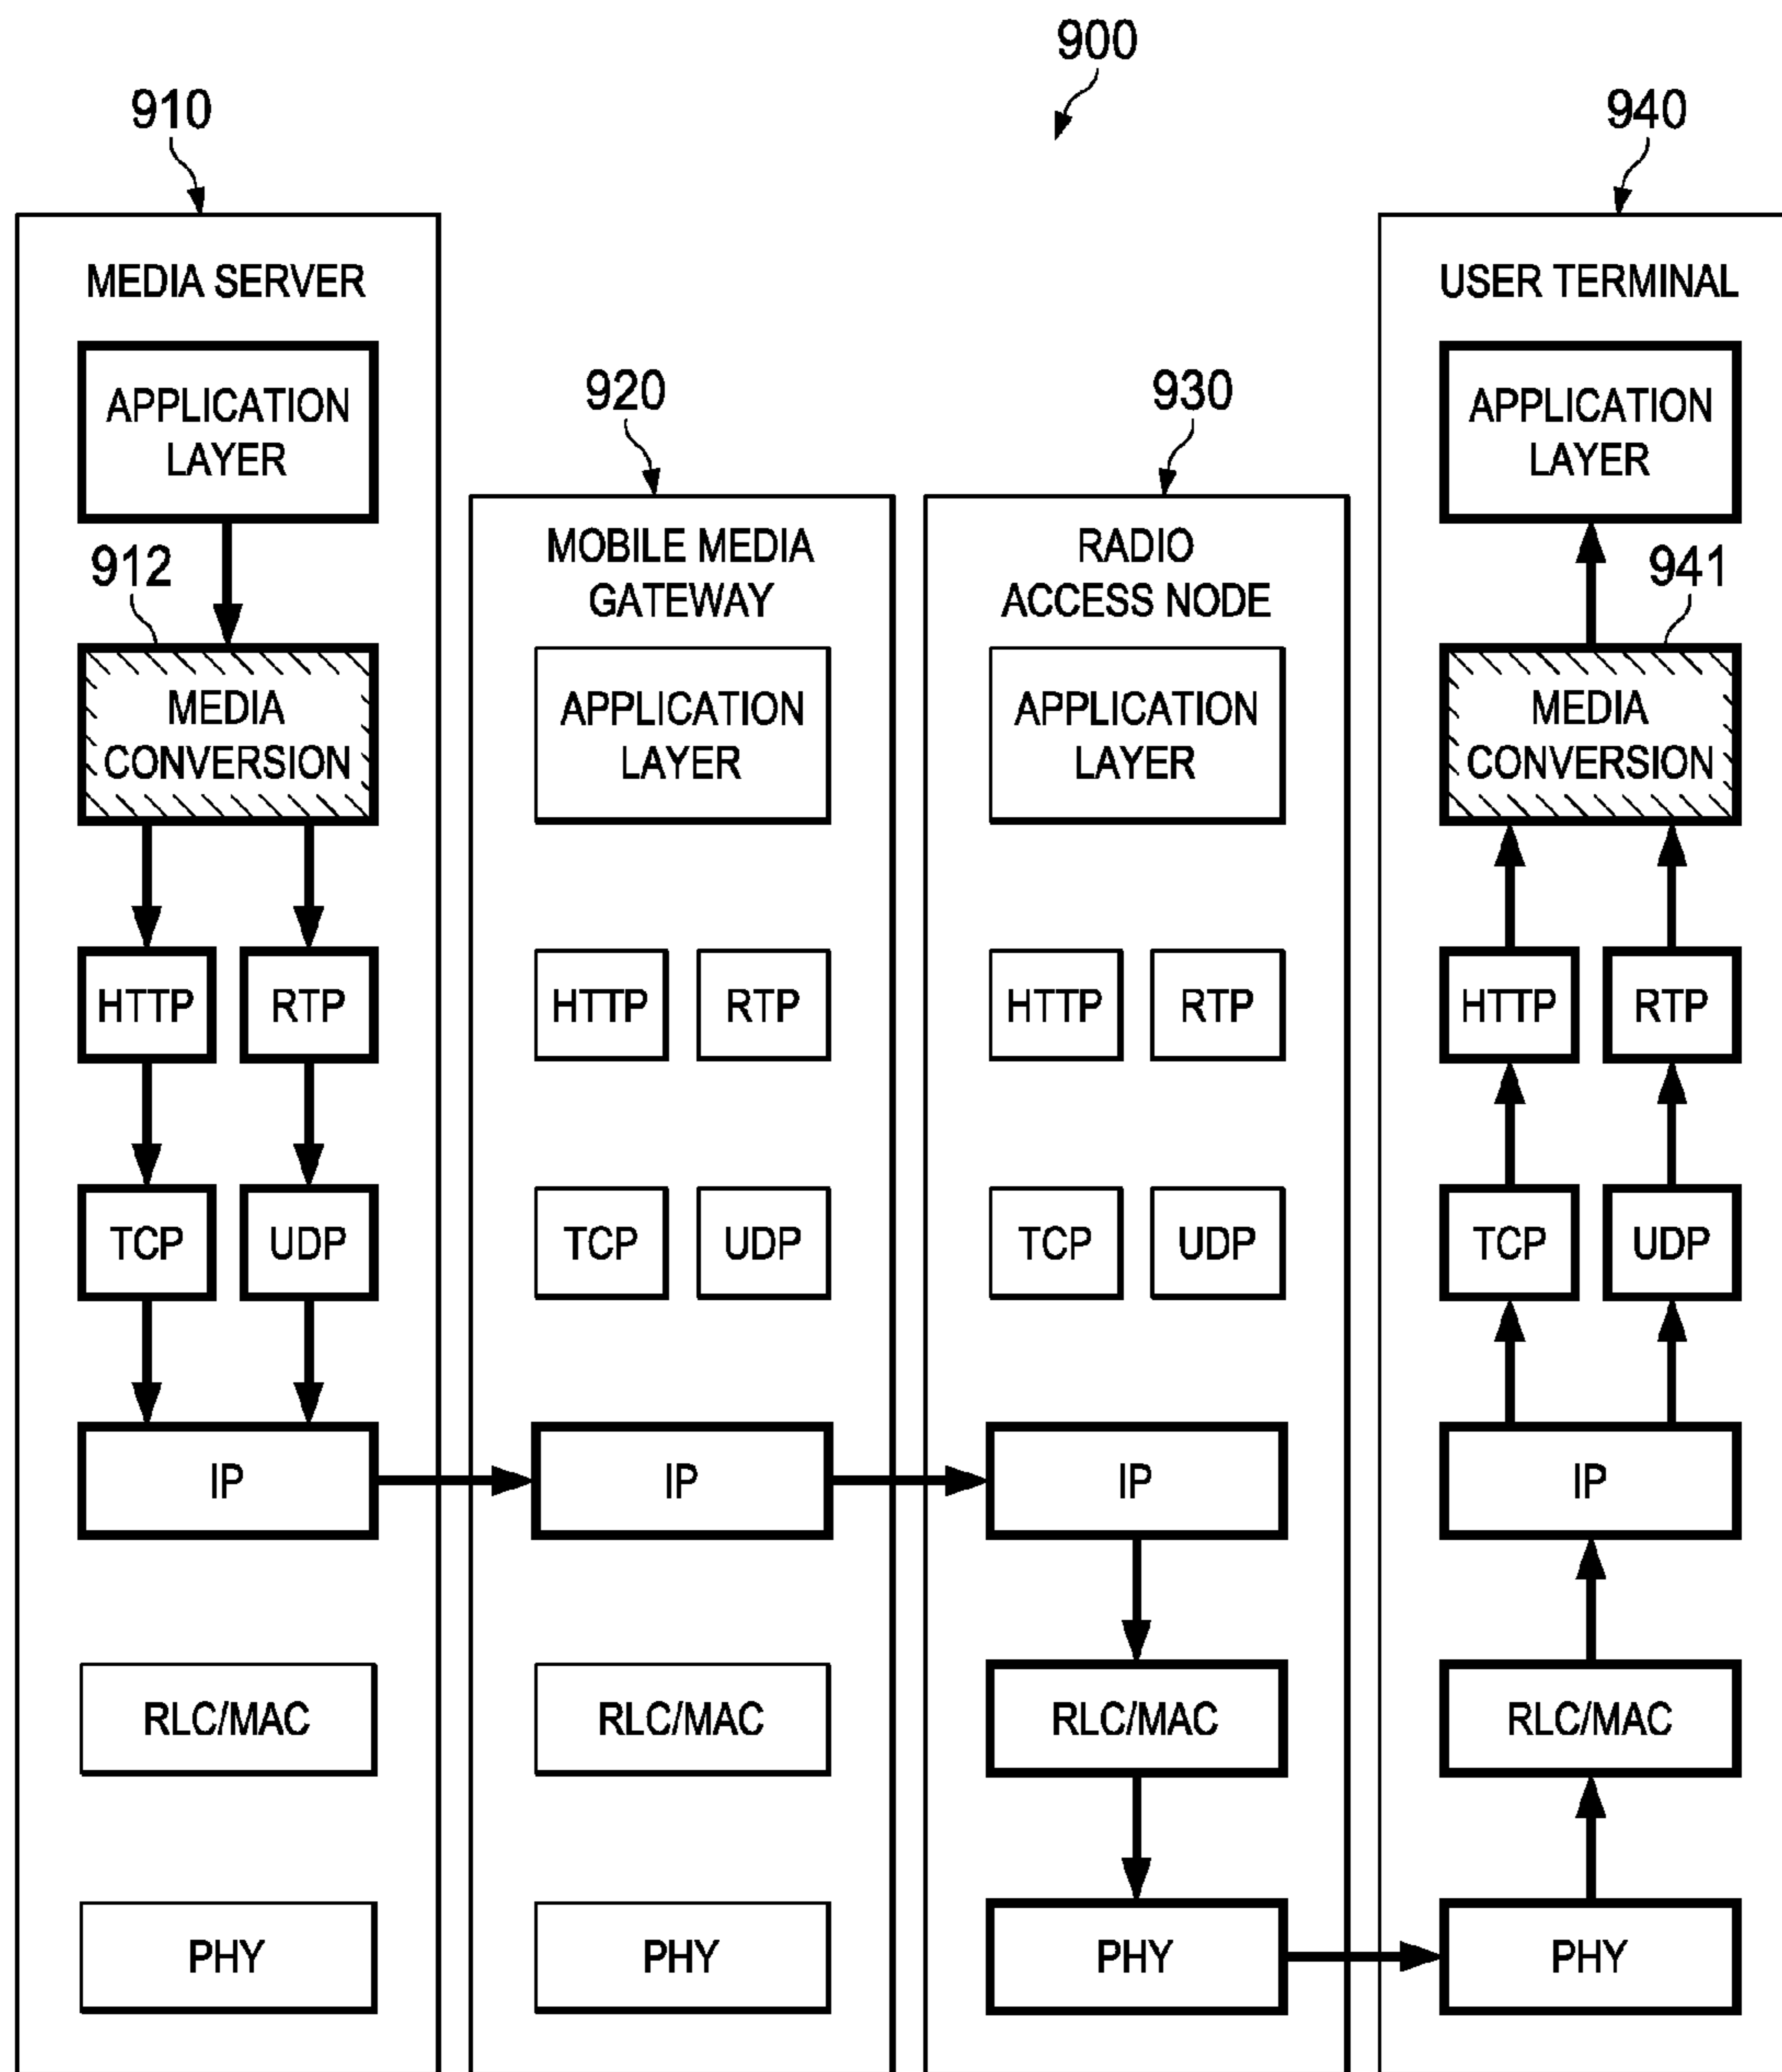 900
910
940
MEDIA SERVER
APPLICATION
LAYER
912
MEDIA
CONVERSION
HTTP
RTP
TCP
UDP
IP
RLC/MAC
PHY
920
MOBILE MEDIA
GATEWAY
APPLICATION
LAYER
HTTP
RTP
TCP
UDP
IP
RLC/MAC
PHY
930
RADIO
ACCESS NODE
APPLICATION
LAYER
HTTP
RTP
TCP
UDP
IP
RLC/MAC
PHY
USER TERMINAL
APPLICATION
LAYER
941
MEDIA
CONVERSION
HTTP
RTP
TCP
UDP
IP
RLC/MAC
PHY